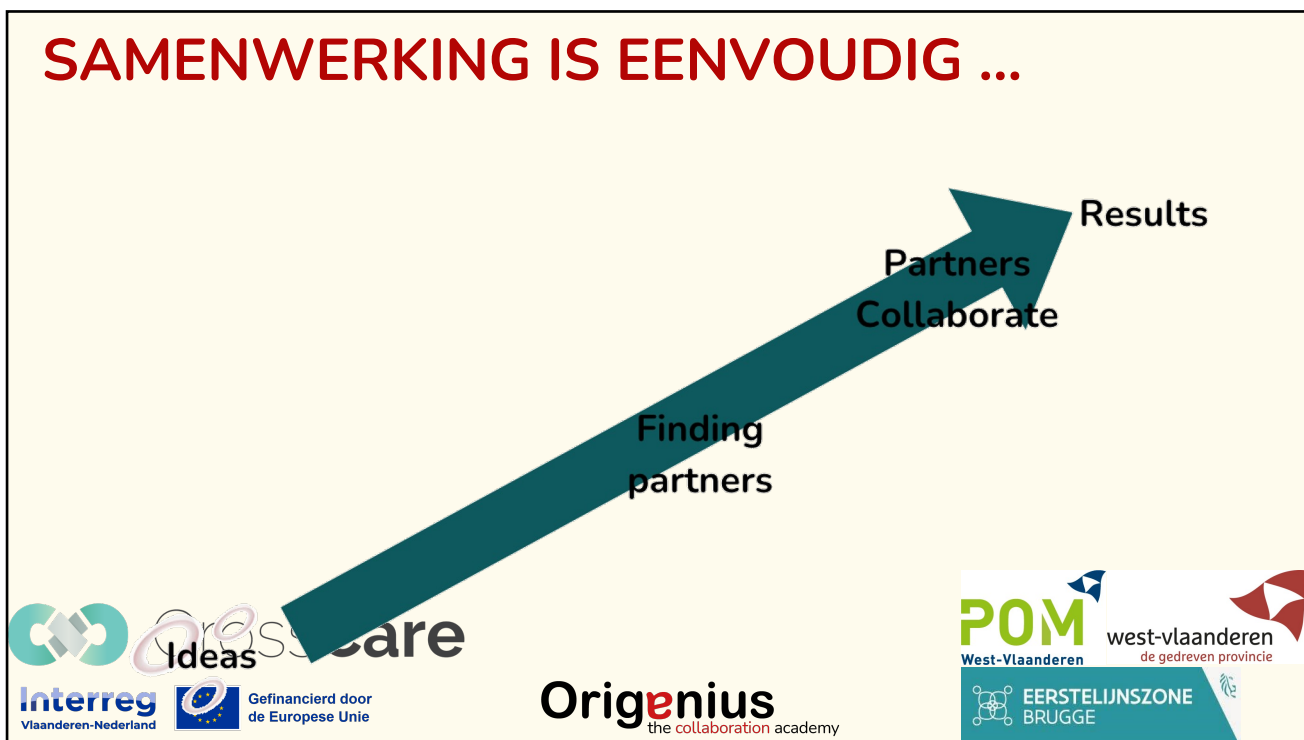 SAMENWERKING IS EENVOUDIG ...
Results
Partners
Collaborate
Finding
partners
CrossCare
Ideas
Interreg
Vlaanderen-Nederland
Gefinancierd door
de Europese Unie
Origenius
the collaboration academy
POM
West-Vlaanderen
west-vlaanderen
de gedreven provincie
EERSTELIJNSZONE
BRUGGE